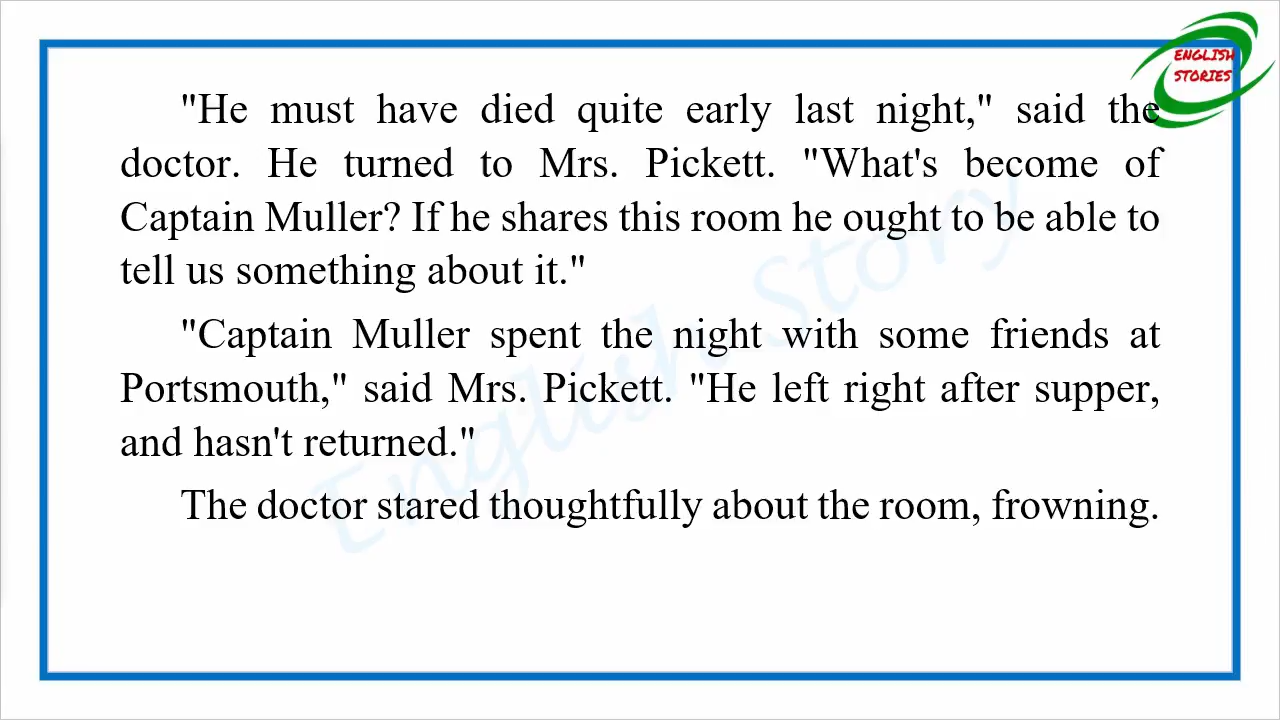 ENGLISH
STORIES
"He must have died quite early last night," said the
doctor. He turned to Mrs. Pickett. "What's become of
Captain Muller? If he shares this room he ought to be able to
tell us something about it."
"Captain Muller spent the night with some friends at
Portsmouth," said Mrs. Pickett. "He left right after supper,
and hasn't returned."
The doctor stared thoughtfully about the room, frowning.
English Story